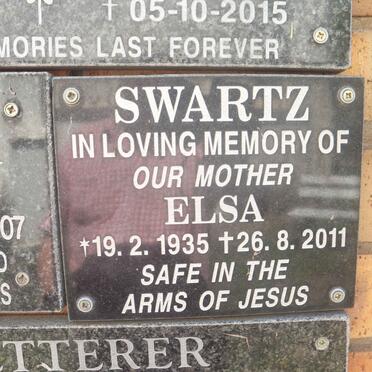 † 05-10-2015
MORIES LAST FOREVER
SWARTZ
IN LOVING MEMORY OF
OUR MOTHER
ELSA
*19. 2. 1935 †26. 8. 2011
SAFE IN THE
ARMS OF JESUS
07
S
TTERER